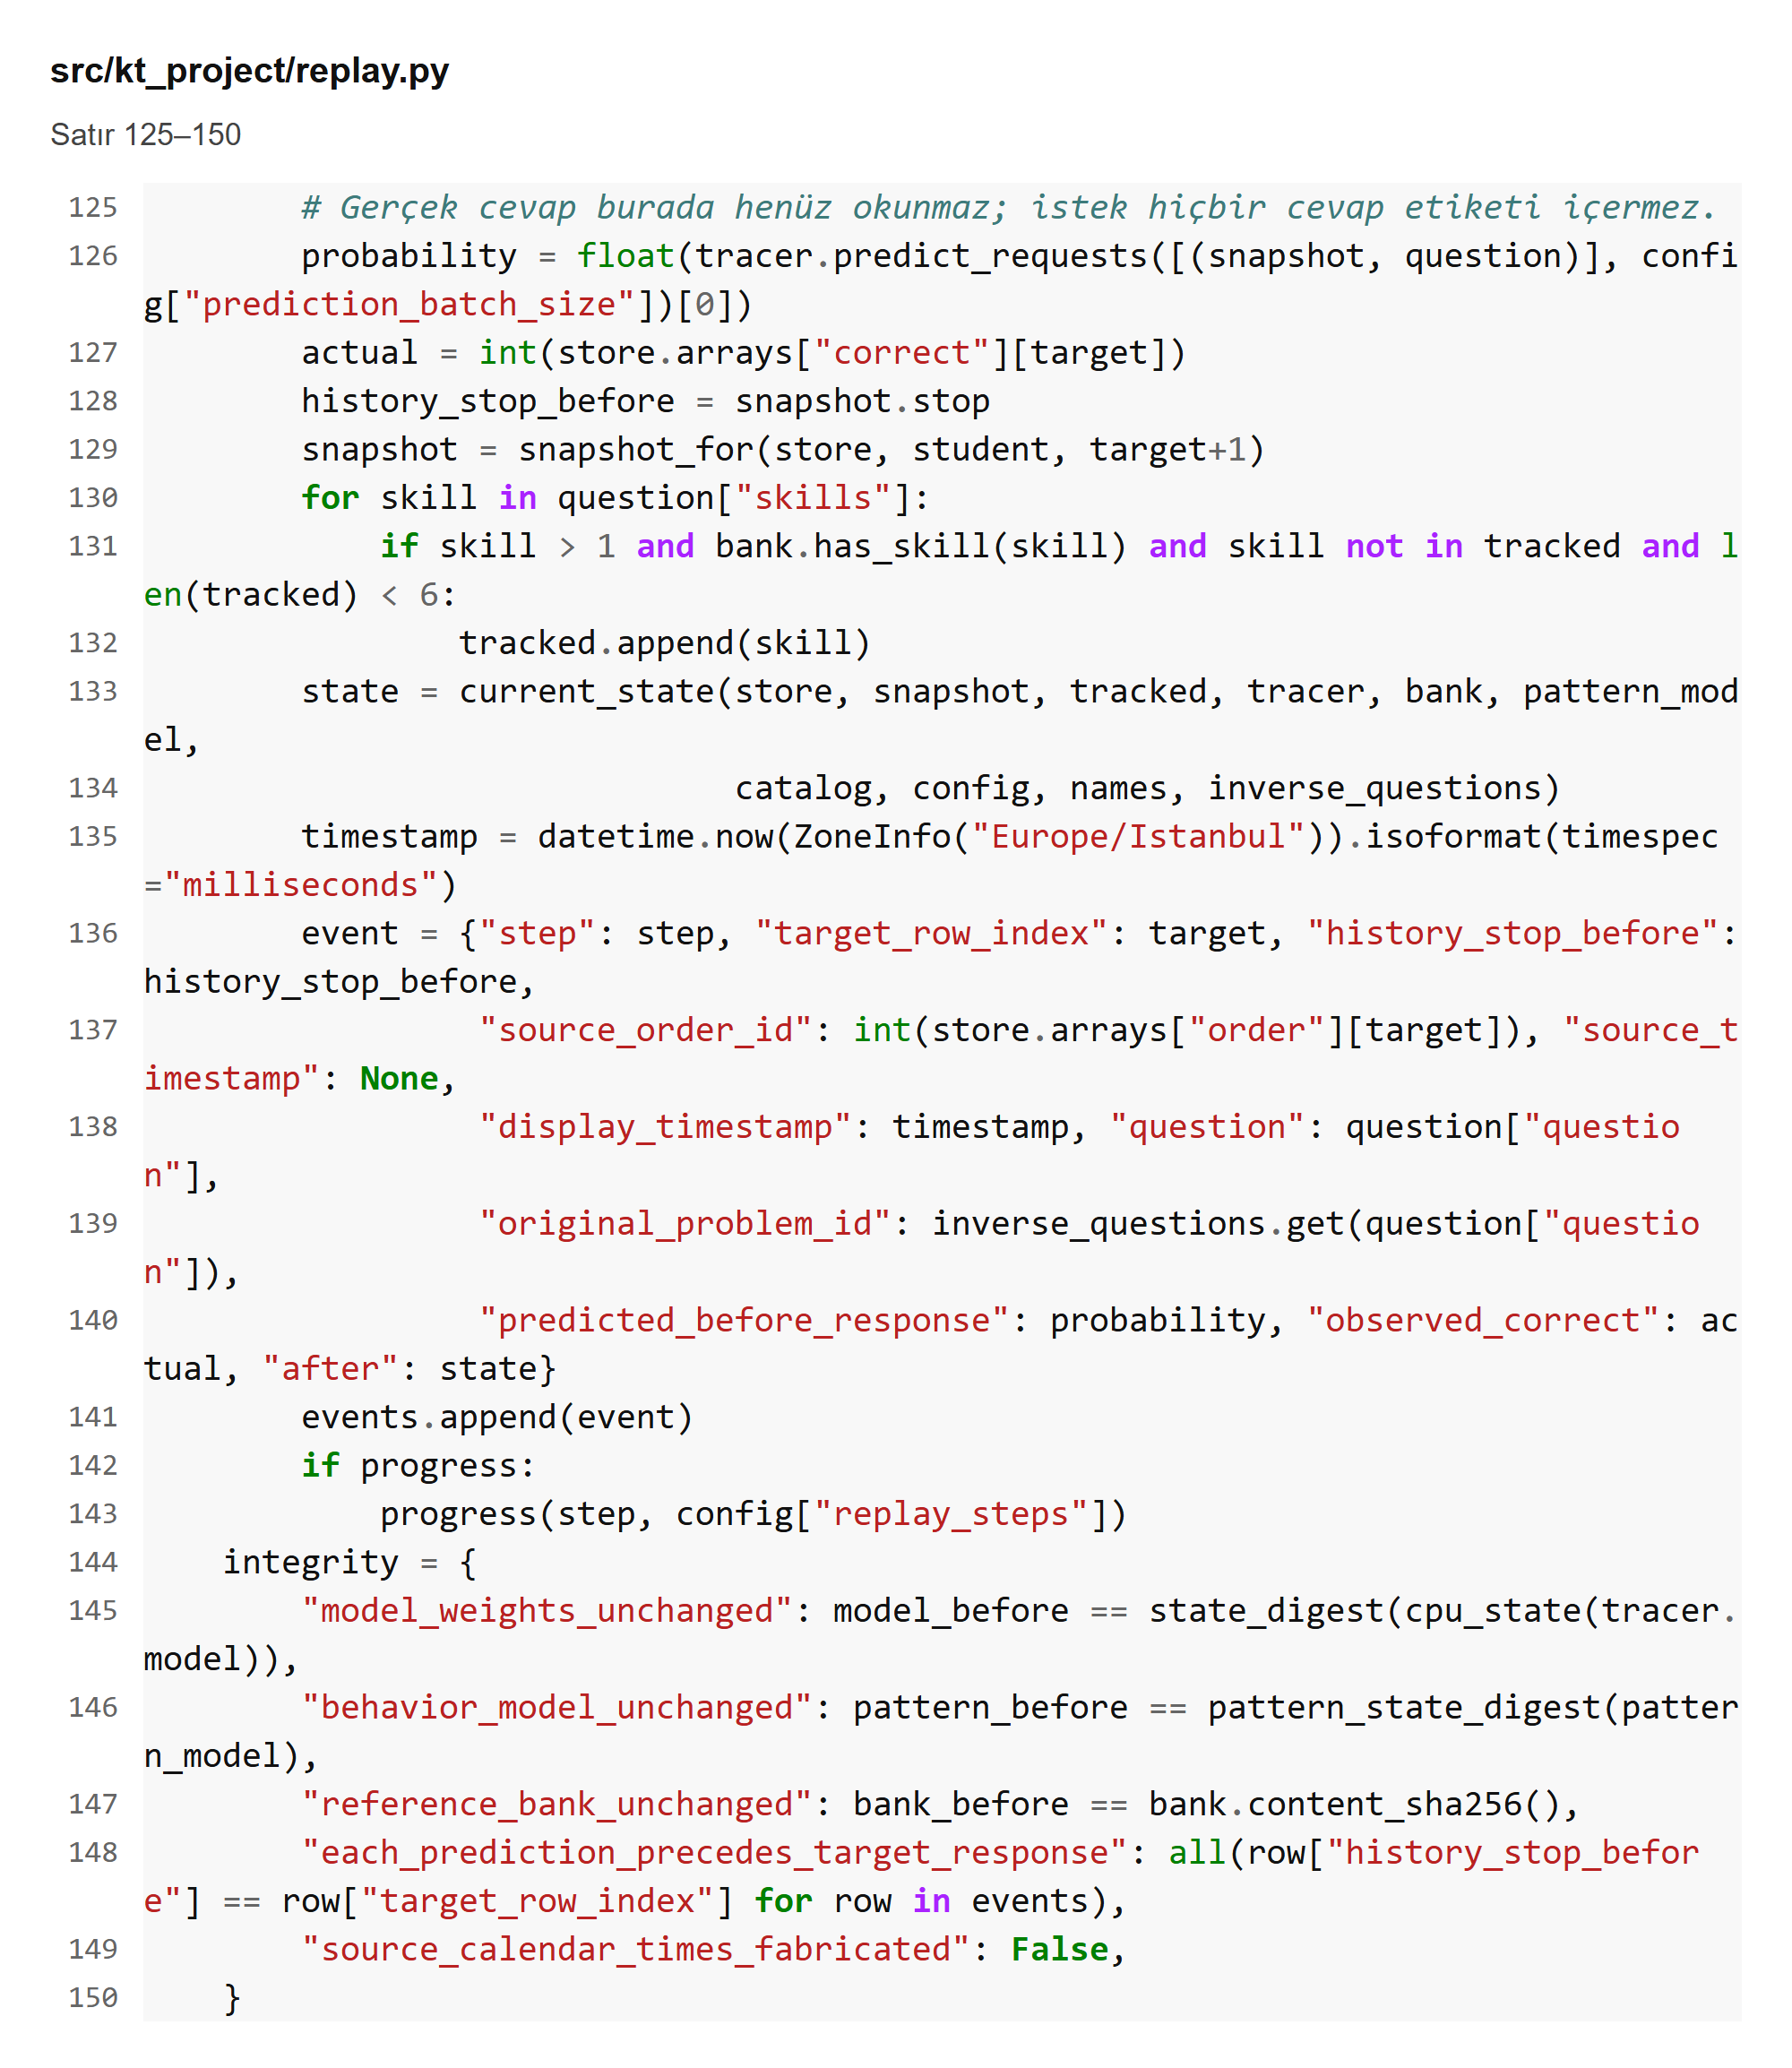 src/kt_project/replay.py
Satır 125–150
125 # Gerçek cevap burada henüz okunmaz; istek hiçbir cevap etiketi içermez.
126 probability = float(tracer.predict_requests([(snapshot, question)], confi
g["prediction_batch_size"])[0])
127 actual = int(store.arrays["correct"][target])
128 history_stop_before = snapshot.stop
129 snapshot = snapshot_for(store, student, target+1)
130 for skill in question["skills"]:
131 if skill > 1 and bank.has_skill(skill) and skill not in tracked and l
en(tracked) < 6:
132 tracked.append(skill)
133 state = current_state(store, snapshot, tracked, tracer, bank, pattern_mod
el,
134 catalog, config, names, inverse_questions)
135 timestamp = datetime.now(ZoneInfo("Europe/Istanbul")).isoformat(timespec
="milliseconds")
136 event = {"step": step, "target_row_index": target, "history_stop_before":
history_stop_before,
137 "source_order_id": int(store.arrays["order"][target]), "source_t
imestamp": None,
138 "display_timestamp": timestamp, "question": question["questio
n"],
139 "original_problem_id": inverse_questions.get(question["questio
n"]),
140 "predicted_before_response": probability, "observed_correct": ac
tual, "after": state}
141 events.append(event)
142 if progress:
143 progress(step, config["replay_steps"])
144 integrity = {
145 "model_weights_unchanged": model_before == state_digest(cpu_state(tracer.
model)),
146 "behavior_model_unchanged": pattern_before == pattern_state_digest(patter
n_model),
147 "reference_bank_unchanged": bank_before == bank.content_sha256(),
148 "each_prediction_precedes_target_response": all(row["history_stop_befor
e"] == row["target_row_index"] for row in events),
149 "source_calendar_times_fabricated": False,
150 }